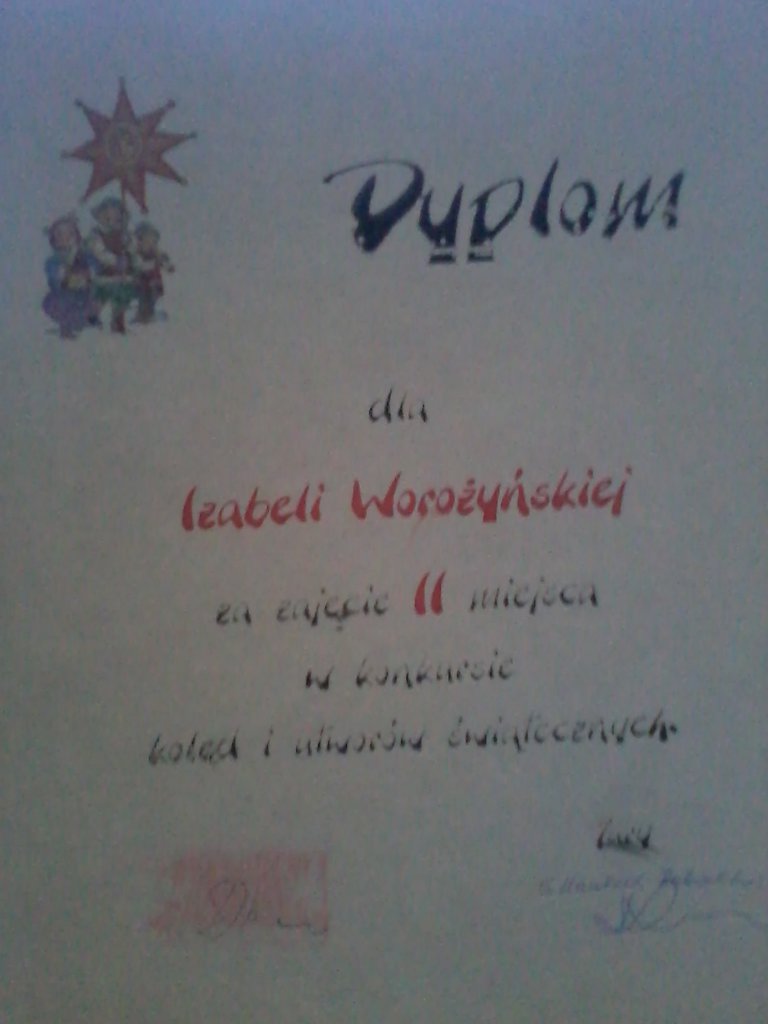 Dyplom
dla
Izabeli Worożyńskiej
za zajęcie II miejsca
w konkursie
kolęd i utworów świątecznych.